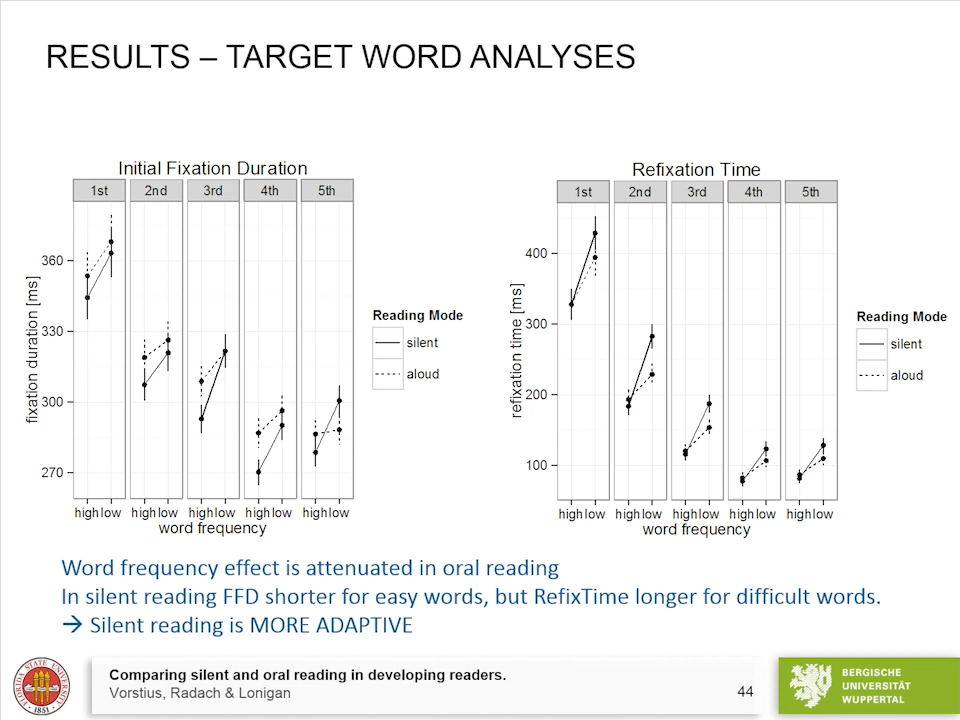 RESULTS – TARGET WORD ANALYSES
Initial Fixation Duration
1st 2nd 3rd 4th 5th
360
330
300
270
fixation duration [ms]
high low high low high low high low high low
word frequency
Reading Mode
silent
aloud
Refixation Time
1st 2nd 3rd 4th 5th
400
300
200
100
refixation time [ms]
high low high low high low high low high low
word frequency
Reading Mode
silent
aloud
Word frequency effect is attenuated in oral reading
In silent reading FFD shorter for easy words, but RefixTime longer for difficult words.
→ Silent reading is MORE ADAPTIVE
FLORIDA STATE UNIVERSITY
1851
Comparing silent and oral reading in developing readers.
Vorstius, Radach & Lonigan
44
BERGISCHE
UNIVERSITÄT
WUPPERTAL